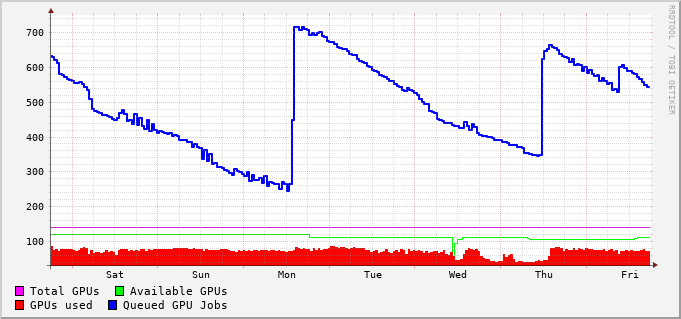 700
600
500
400
300
200
100
Sat Sun Mon Tue Wed Thu Fri
Total GPUs Available GPUs
GPUs used Queued GPU Jobs
RRDTOOL / TOBI OETIKER